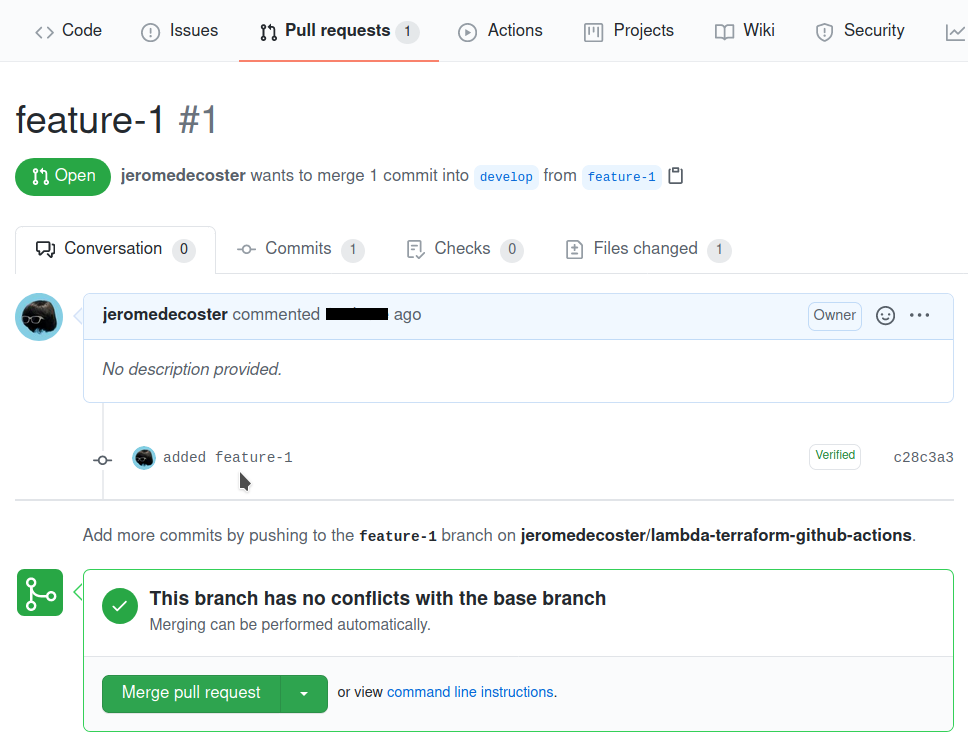 Code Issues Pull requests 1 Actions Projects Wiki Security
feature-1 #1
Open jeromedecoster wants to merge 1 commit into develop from feature-1
Conversation 0 Commits 1 Checks 0 Files changed 1
jeromedecoster commented ago Owner
No description provided.
added feature-1 Verified c28c3a3
Add more commits by pushing to the feature-1 branch on jeromedecoster/lambda-terraform-github-actions.
This branch has no conflicts with the base branch
Merging can be performed automatically.
Merge pull request or view command line instructions.